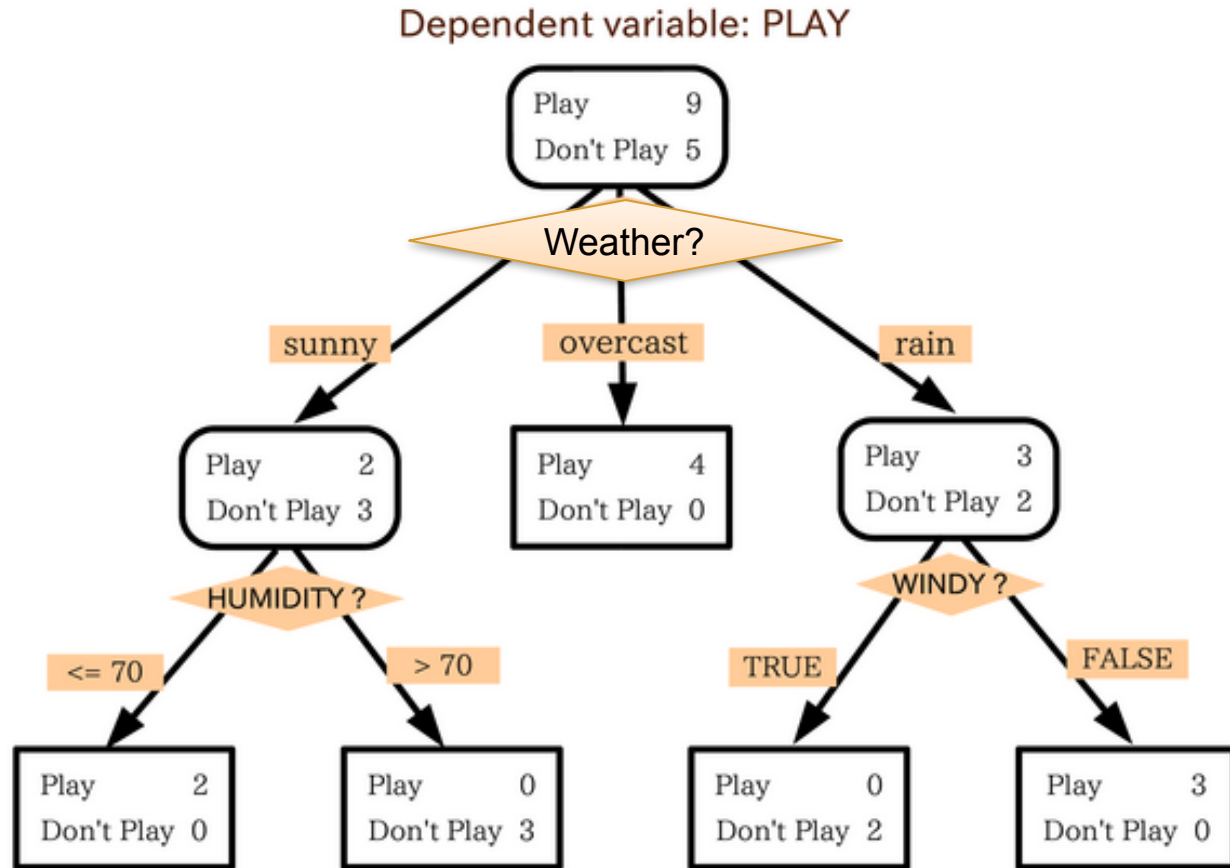 Dependent variable: PLAY
Play 9
Don't Play 5
Weather?
sunny
overcast
rain
Play 2
Don't Play 3
Play 4
Don't Play 0
Play 3
Don't Play 2
HUMIDITY ?
WINDY ?
<= 70
> 70
TRUE
FALSE
Play 2
Don't Play 0
Play 0
Don't Play 3
Play 0
Don't Play 2
Play 3
Don't Play 0